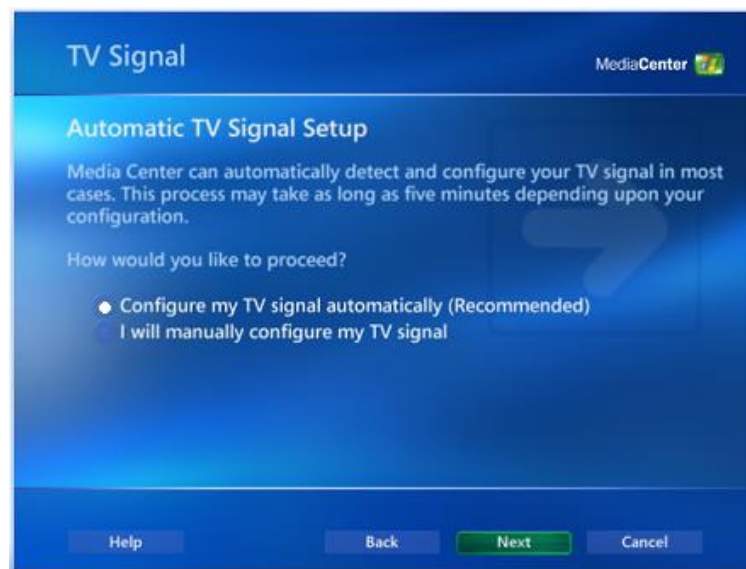 TV Signal
MediaCenter
Automatic TV Signal Setup
Media Center can automatically detect and configure your TV signal in most
cases. This process may take as long as five minutes depending upon your
configuration.
How would you like to proceed?
Configure my TV signal automatically (Recommended)
I will manually configure my TV signal
Help Back Next Cancel